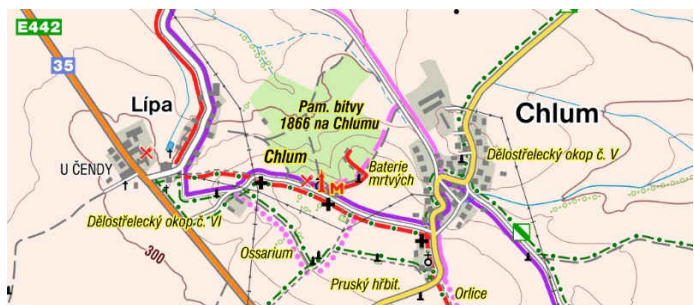 E442
35
Lípa
Pam. bitvy
1866 na Chlumu
Chlum
Chlum
Dělostřelecký okop č. V
U ČENDY
M
Baterie
mrtvých
Dělostřelecký okop č. VI
300
Ossarium
Pruský hřbit.
Orlice